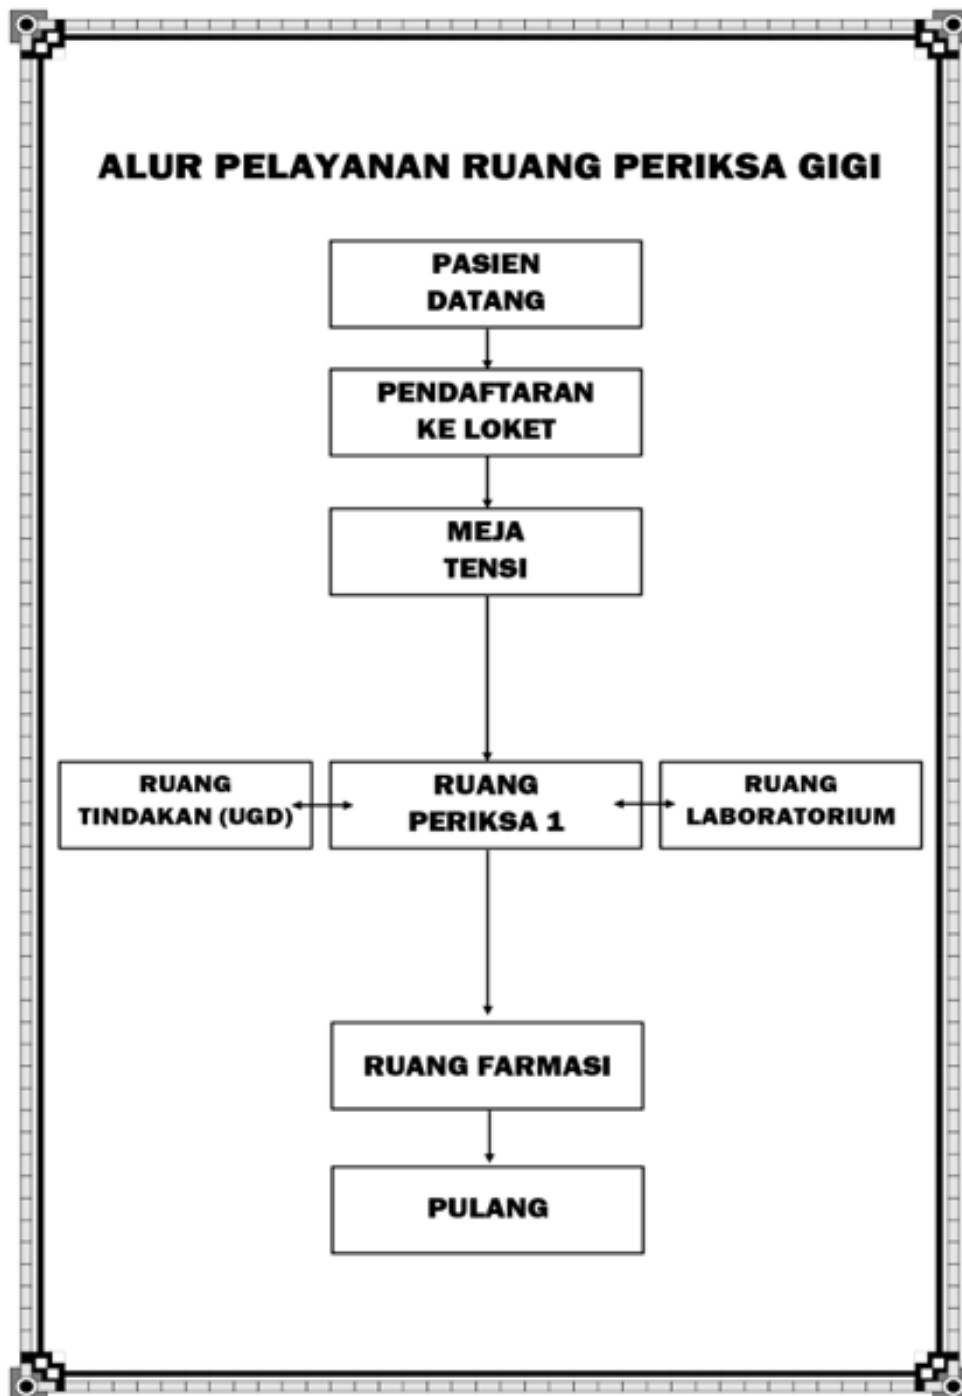 ALUR PELAYANAN RUANG PERIKSA GIGI
PASIEN
DATANG
PENDAFTARAN
KE LOKET
MEJA
TENSI
RUANG
TINDAKAN (UGD)
RUANG
PERIKSA 1
RUANG
LABORATORIUM
RUANG FARMASI
PULANG